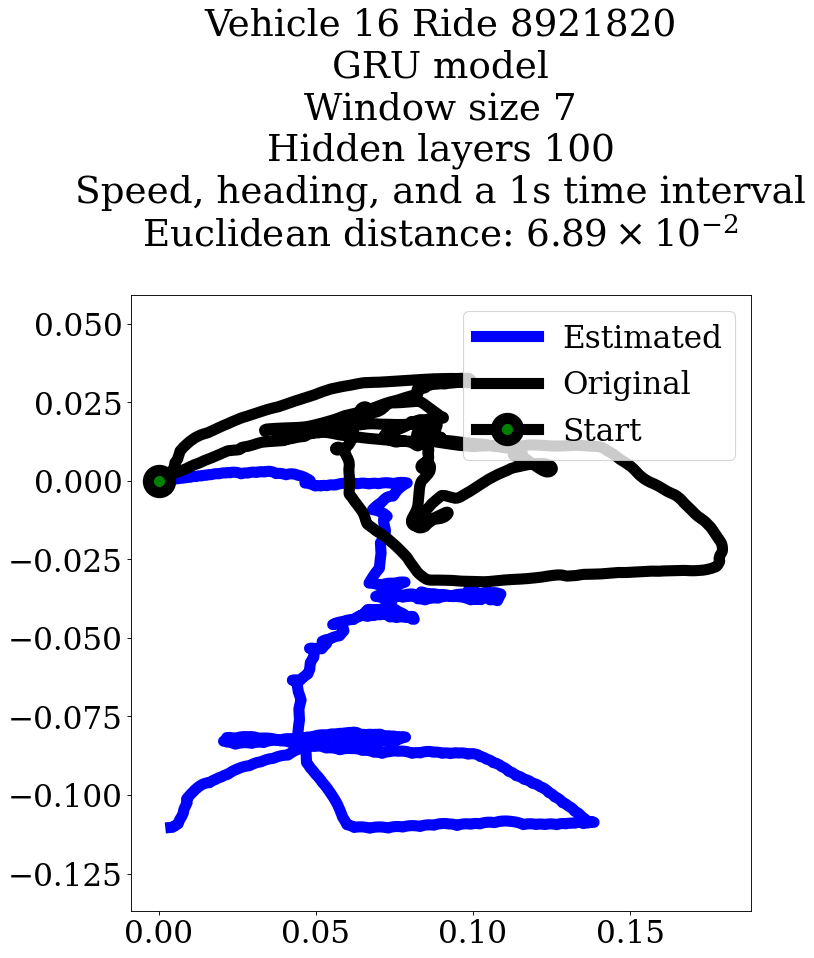 Vehicle 16 Ride 8921820
GRU model
Window size 7
Hidden layers 100
Speed, heading, and a 1s time interval
Euclidean distance: 6.89 × 10⁻²
Estimated
Original
Start
0.050
0.025
0.000
−0.025
−0.050
−0.075
−0.100
−0.125
0.00 0.05 0.10 0.15